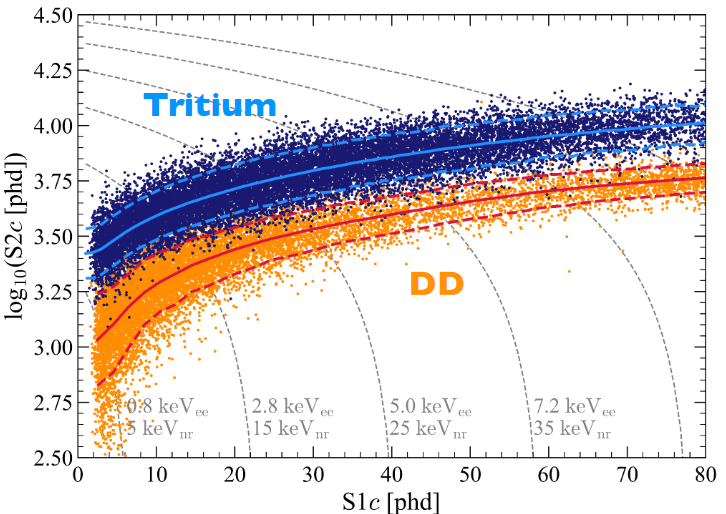 4.50
4.25
4.00
3.75
3.50
3.25
3.00
2.75
2.50
log10(S2c [phd])
Tritium
DD
0.8 keVee
5 keVnr
2.8 keVee
15 keVnr
5.0 keVee
25 keVnr
7.2 keVee
35 keVnr
0 10 20 30 40 50 60 70 80
S1c [phd]